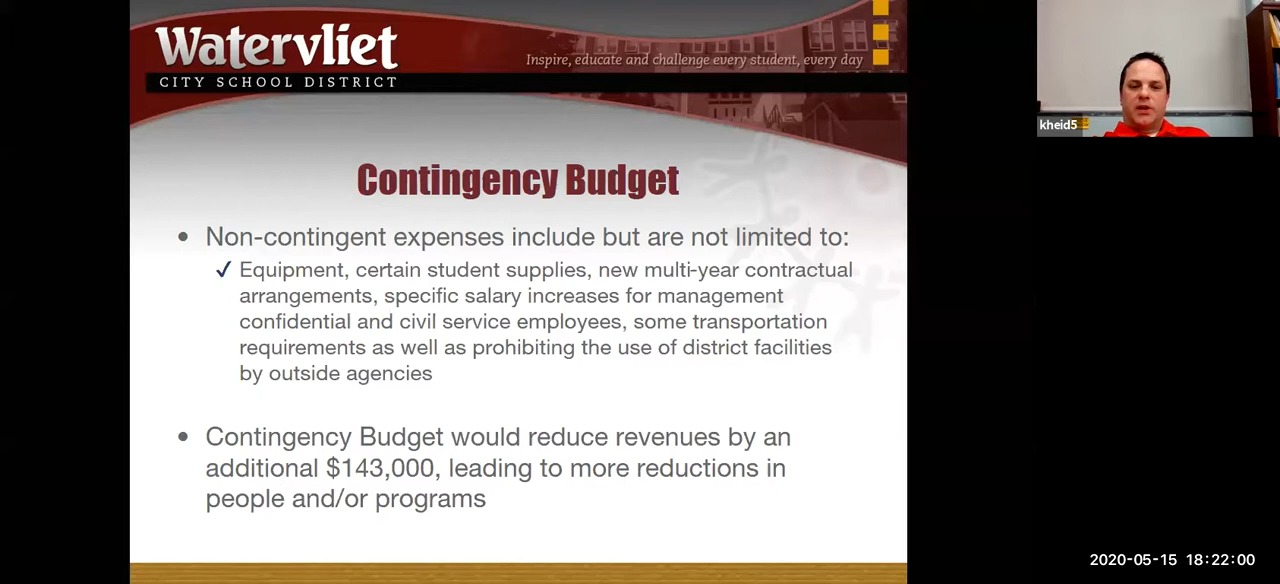 Watervliet
CITY SCHOOL DISTRICT
Inspire, educate and challenge every student, every day
kheid5
Contingency Budget
• Non-contingent expenses include but are not limited to:
✓ Equipment, certain student supplies, new multi-year contractual
arrangements, specific salary increases for management
confidential and civil service employees, some transportation
requirements as well as prohibiting the use of district facilities
by outside agencies
• Contingency Budget would reduce revenues by an
additional $143,000, leading to more reductions in
people and/or programs
2020-05-15 18:22:00